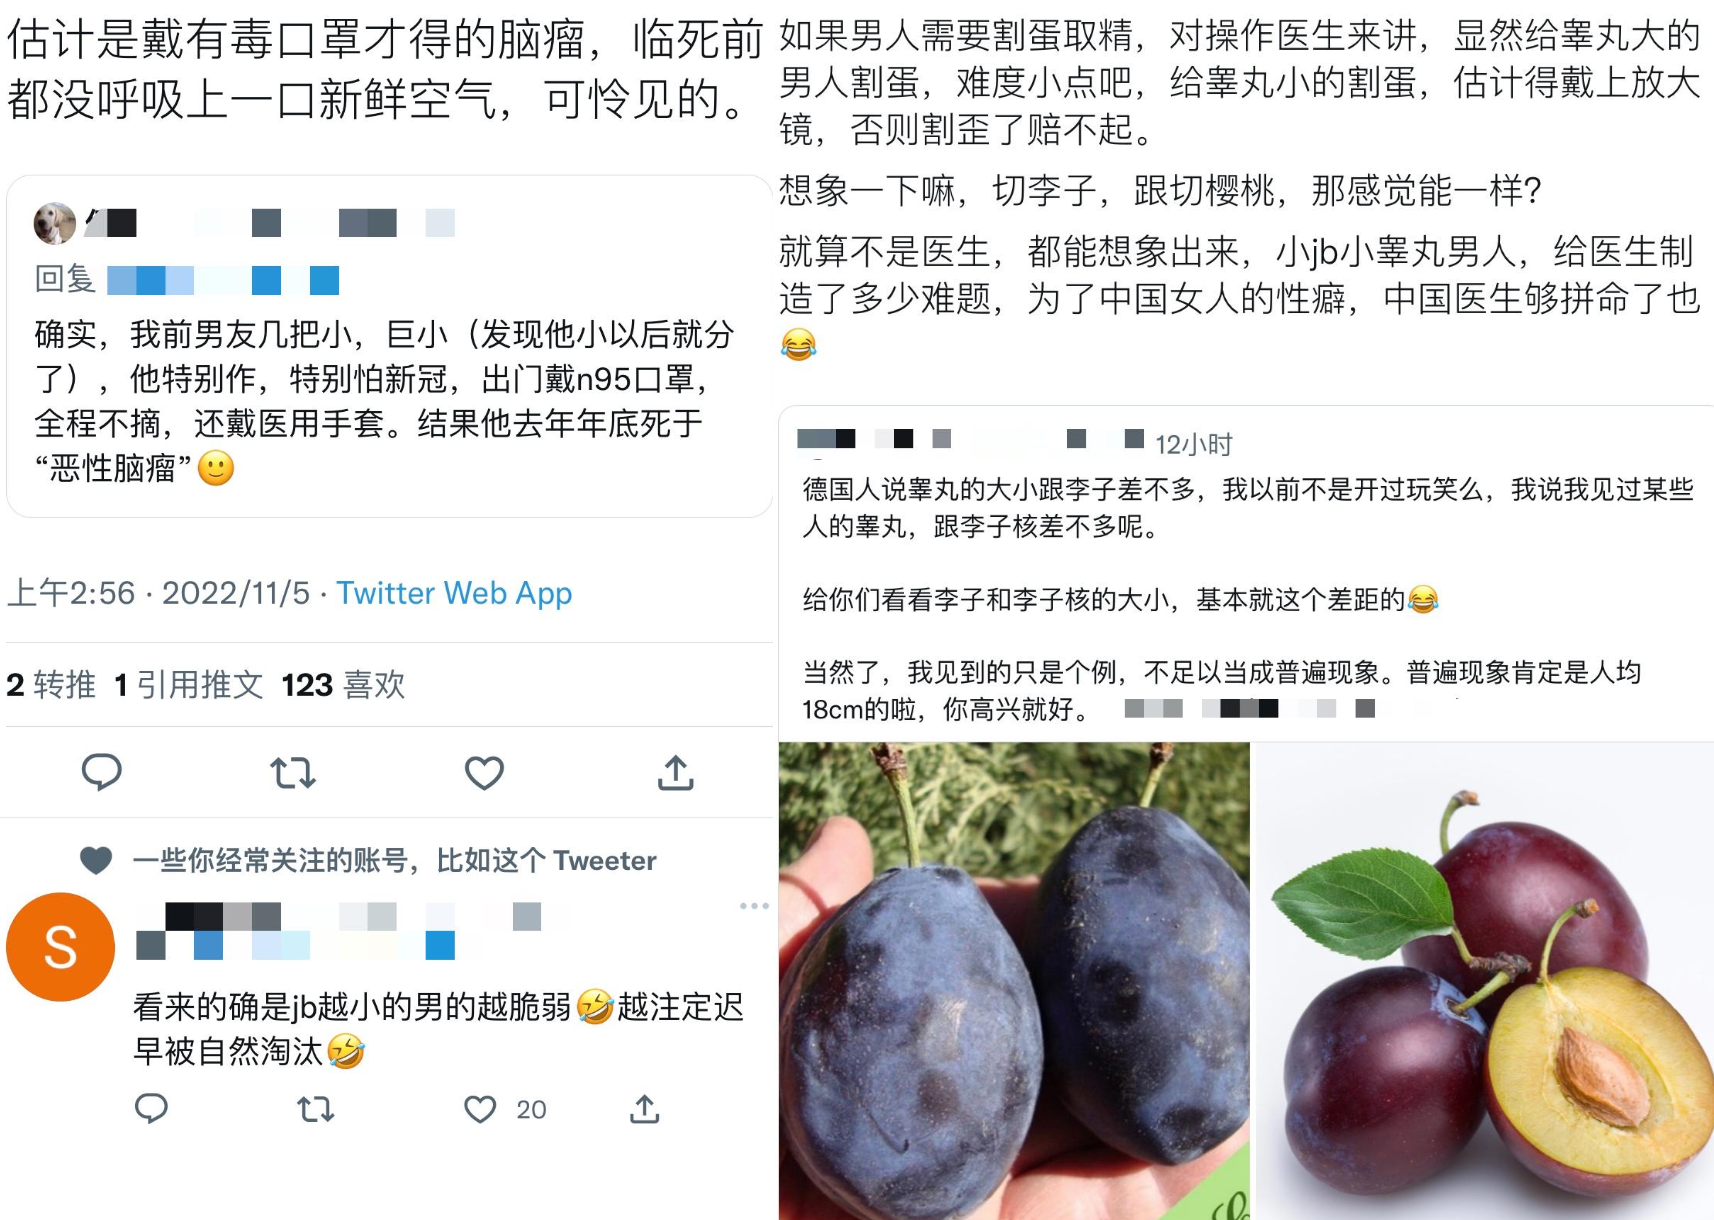 估计是戴有毒口罩才得的脑瘤，临死前
都没呼吸上一口新鲜空气，可怜见的。
回复
确实，我前男友几把小，巨小（发现他小以后就分
了），他特别作，特别怕新冠，出门戴n95口罩，
全程不摘，还戴医用手套。结果他去年年底死于
“恶性脑瘤”🙂
上午2:56 · 2022/11/5 · Twitter Web App
2 转推 1 引用推文 123 喜欢
一些你经常关注的账号，比如这个 Tweeter
S
看来的确是jb越小的男的越脆弱🤣越注定迟
早被自然淘汰🤣
20
如果男人需要割蛋取精，对操作医生来讲，显然给睾丸大的
男人割蛋，难度小点吧，给睾丸小的割蛋，估计得戴上放大
镜，否则割歪了赔不起。
想象一下嘛，切李子，跟切樱桃，那感觉能一样?
就算不是医生，都能想象出来，小jb小睾丸男人，给医生制
造了多少难题，为了中国女人的性癖，中国医生够拼命了也
😂
12小时
德国人说睾丸的大小跟李子差不多，我以前不是开过玩笑么，我说我见过某些
人的睾丸，跟李子核差不多呢。
给你们看看李子和李子核的大小，基本就这个差距的😂
当然了，我见到的只是个例，不足以当成普遍现象。普遍现象肯定是人均
18cm的啦，你高兴就好。